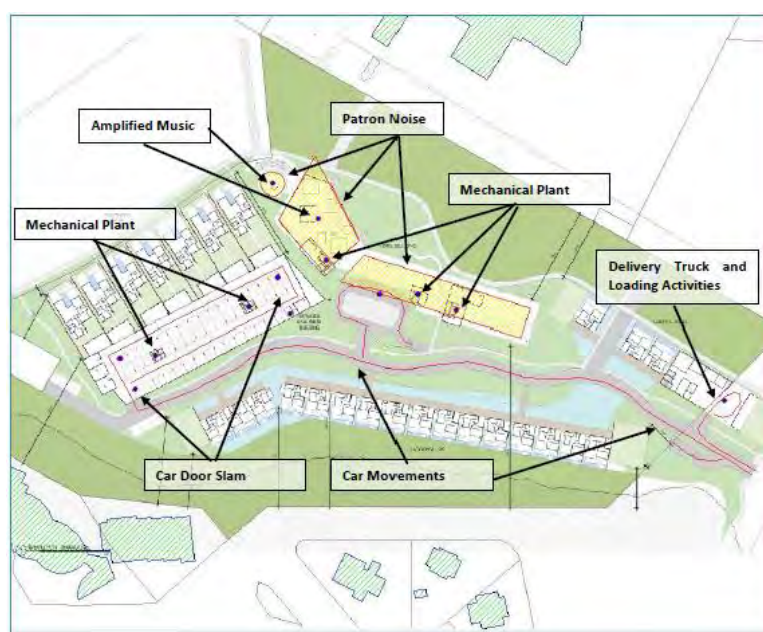 Amplified Music
Patron Noise
Mechanical Plant
Mechanical Plant
Delivery Truck and
Loading Activities
Car Door Slam
Car Movements